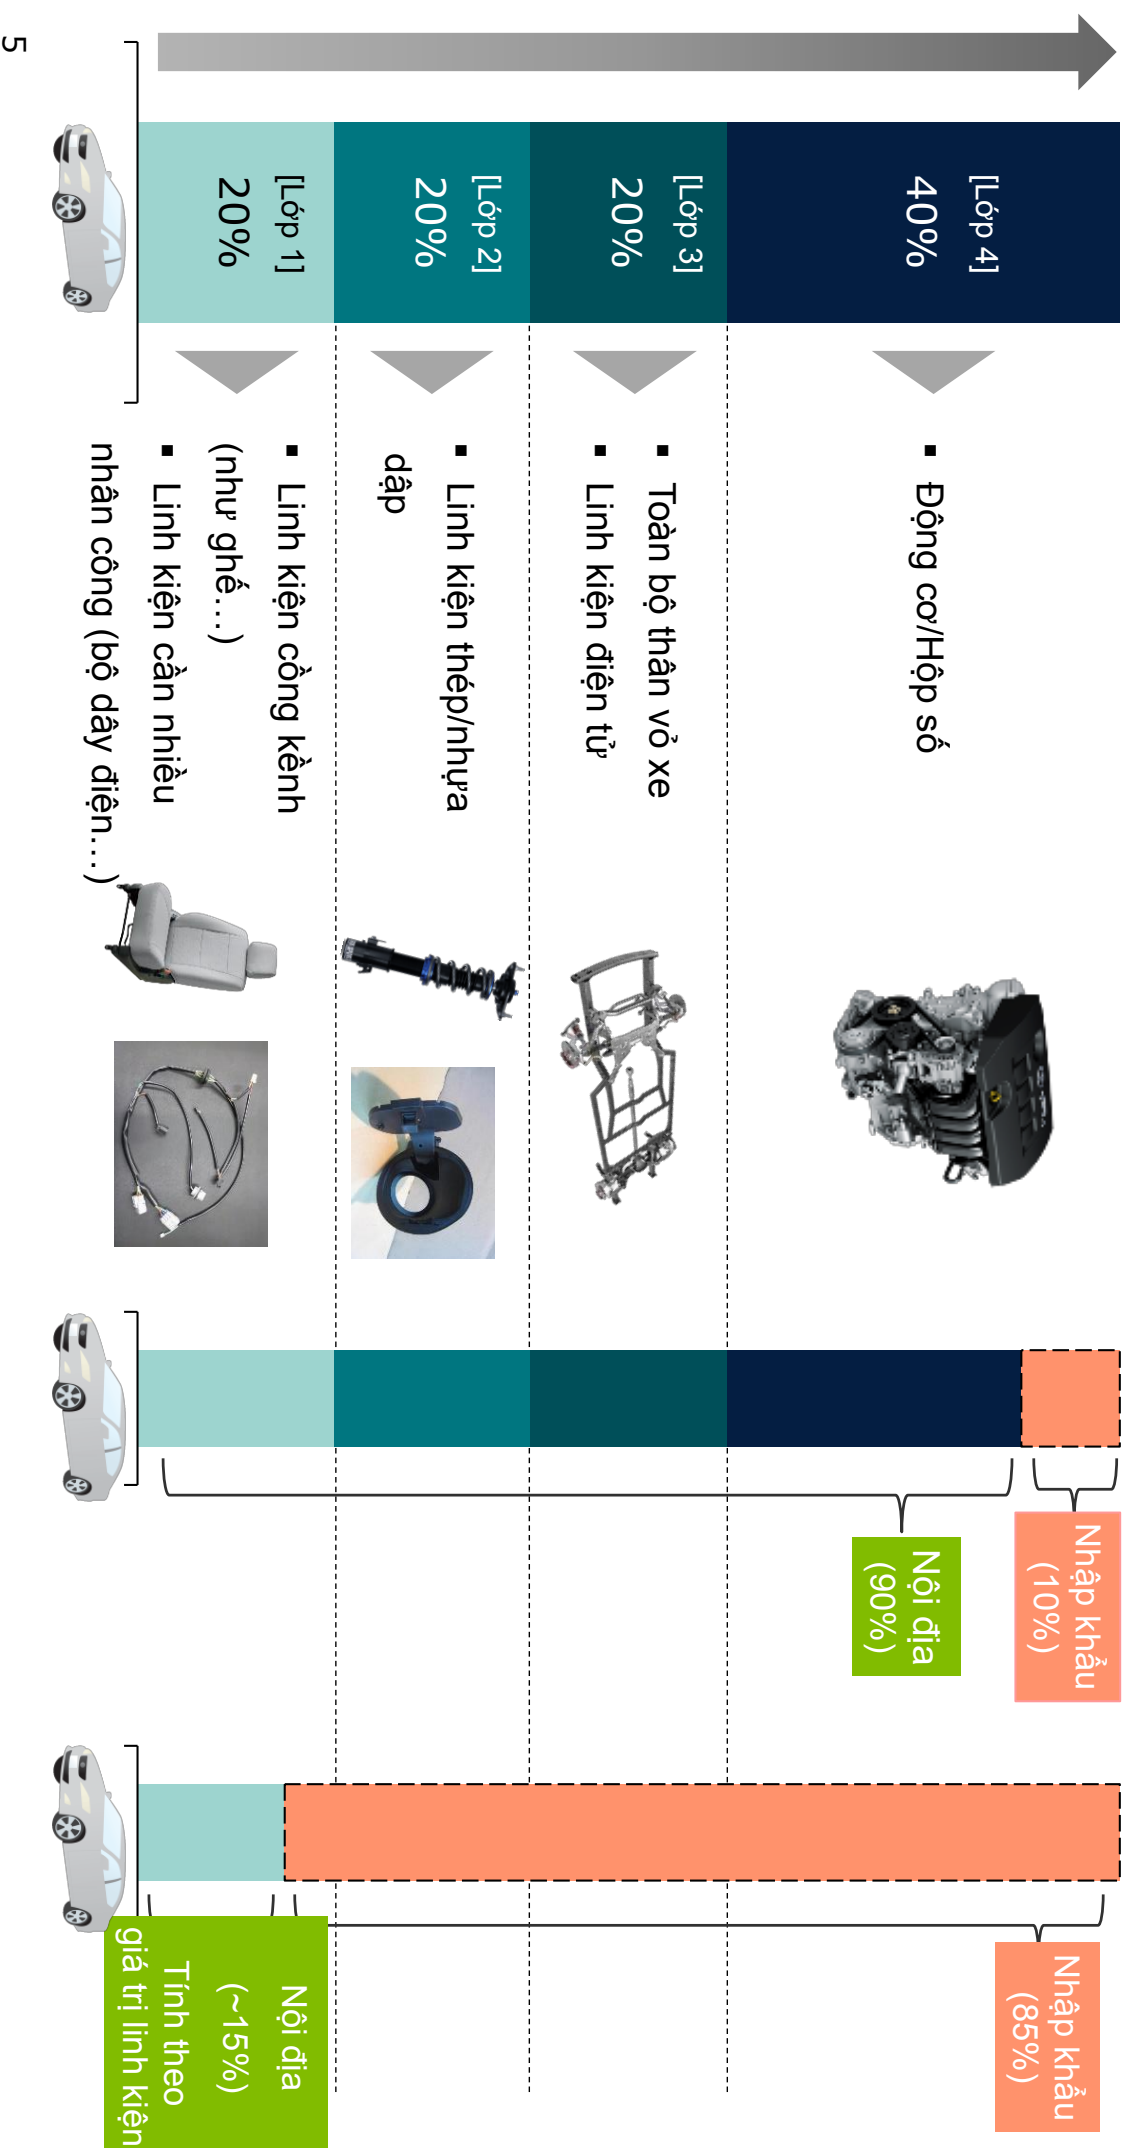 [Lớp 4]
40%
▪ Động cơ/Hộp số
[Lớp 3]
20%
▪ Toàn bộ thân vỏ xe
▪ Linh kiện điện tử
[Lớp 2]
20%
▪ Linh kiện thép/nhựa
dập
[Lớp 1]
20%
▪ Linh kiện cồng kềnh
(như ghế…)
▪ Linh kiện cần nhiều
nhân công (bộ dây điện…)
Nhập khẩu
(10%)
Nội địa
(90%)
Nhập khẩu
(85%)
Nội địa
(~15%)
Tính theo
giá trị linh kiện
5